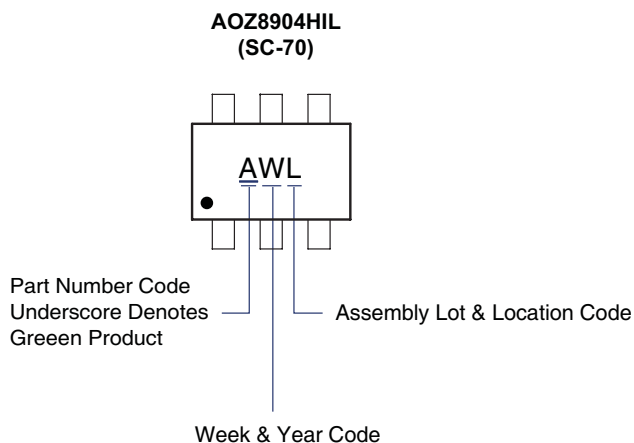 AOZ8904HIL
(SC-70)
AWL
Part Number Code
Underscore Denotes
Greeen Product
Assembly Lot & Location Code
Week & Year Code